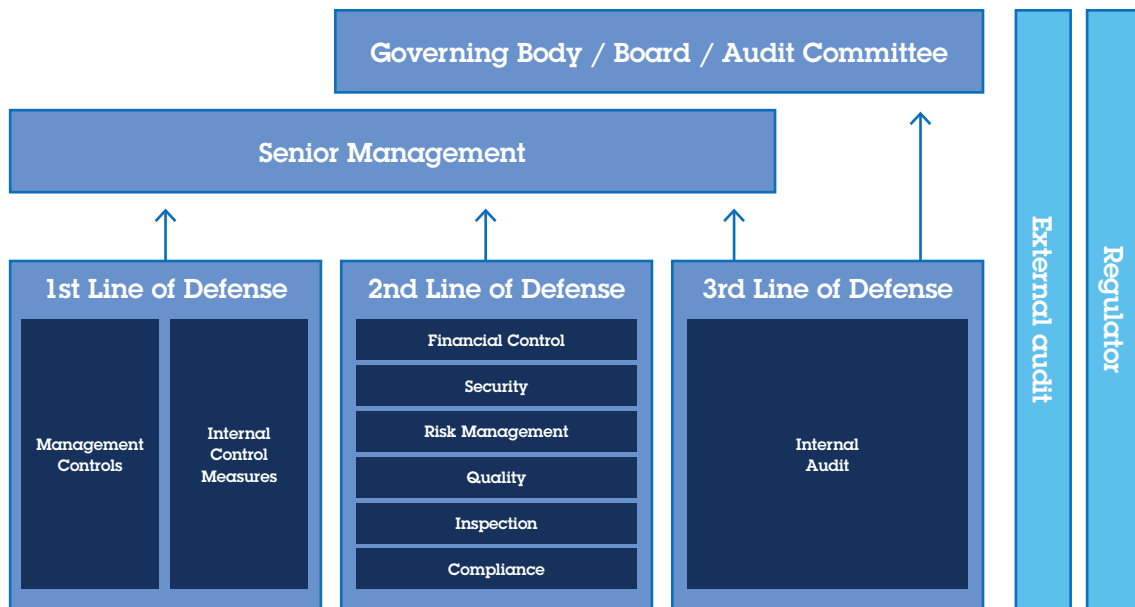 Governing Body / Board / Audit Committee
Senior Management
1st Line of Defense
Management
Controls
Internal
Control
Measures
2nd Line of Defense
Financial Control
Security
Risk Management
Quality
Inspection
Compliance
3rd Line of Defense
Internal
Audit
External audit
Regulator